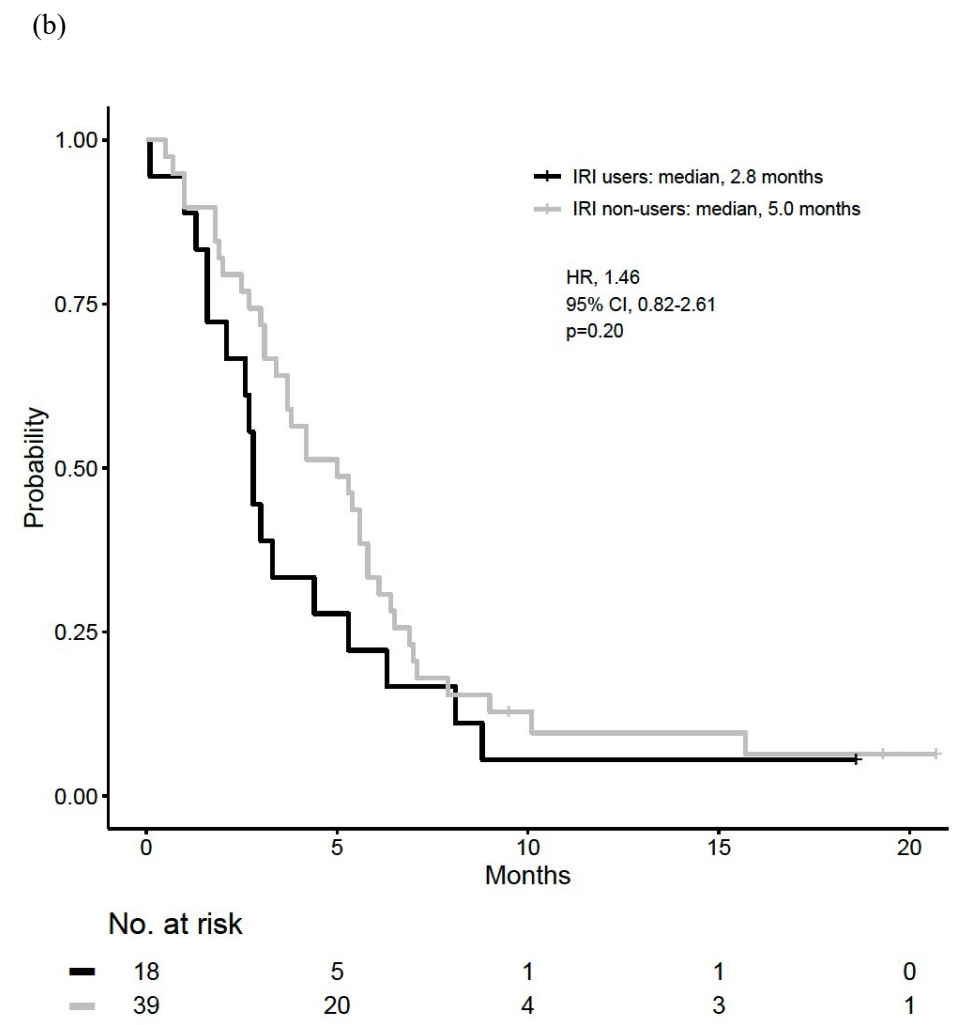 (b)
1.00
0.75
0.50
0.25
0.00
Probability
IRI users: median, 2.8 months
IRI non-users: median, 5.0 months
HR, 1.46
95% CI, 0.82-2.61
p=0.20
0 5 10 15 20
Months
No. at risk
18 5 1 1 0
39 20 4 3 1